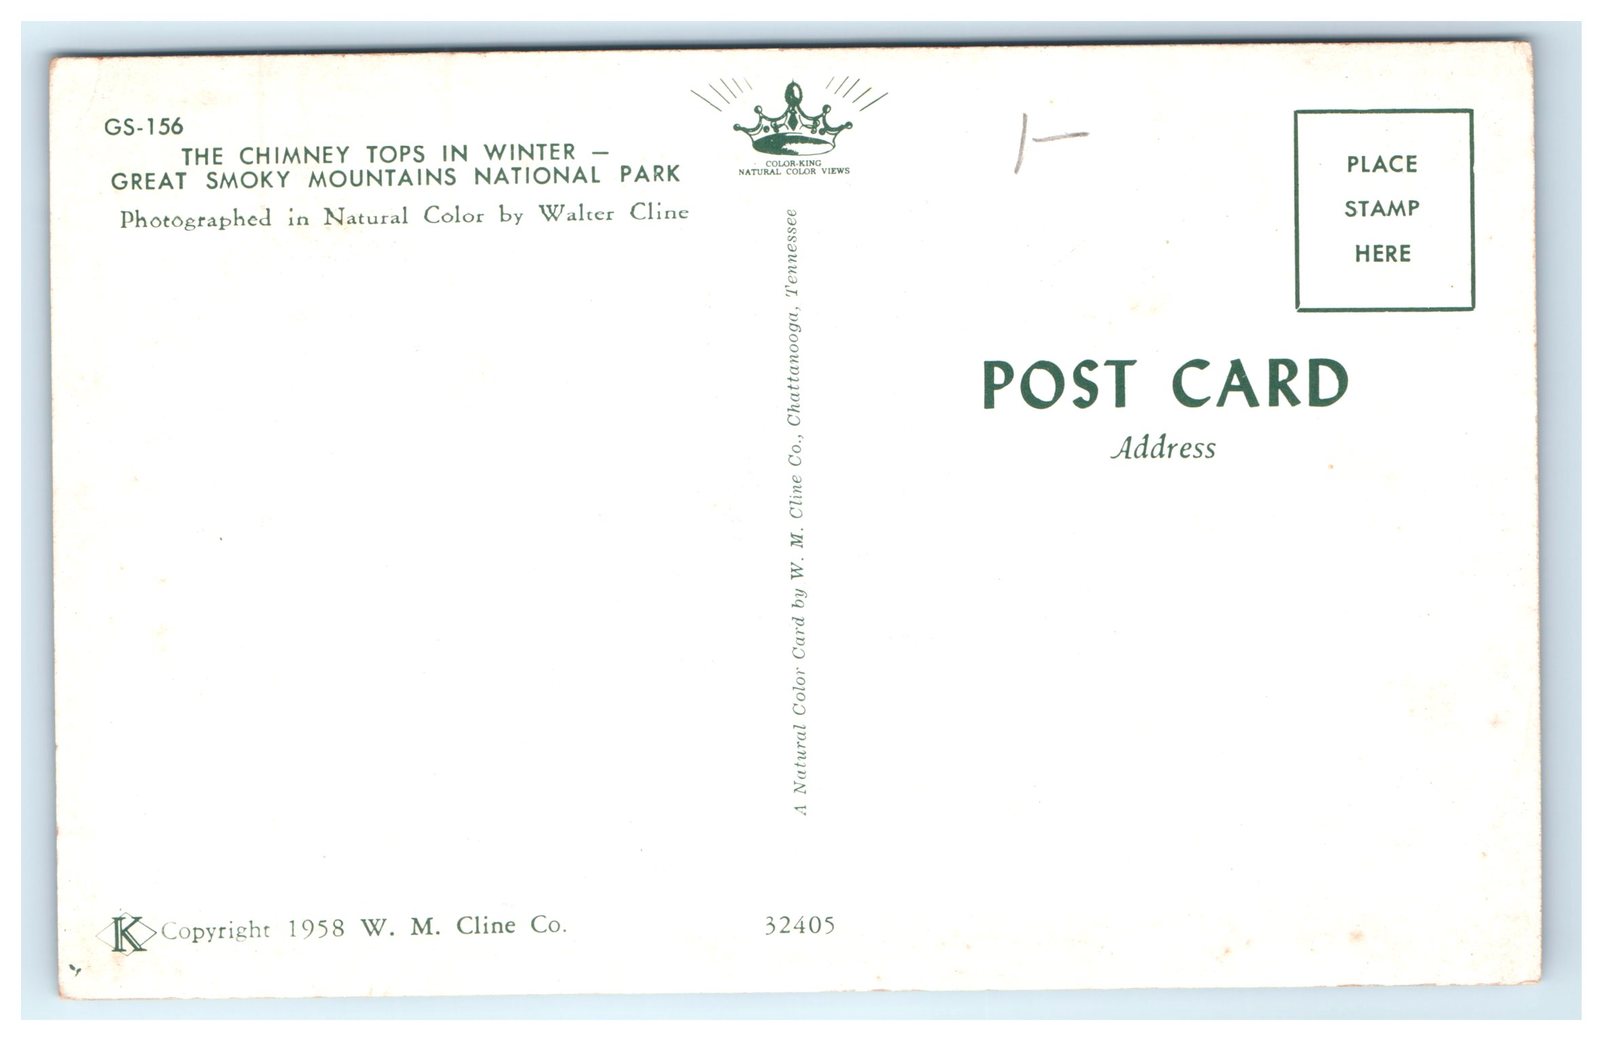 GS-156
THE CHIMNEY TOPS IN WINTER —
GREAT SMOKY MOUNTAINS NATIONAL PARK
Photographed in Natural Color by Walter Cline
COLOR-KING
NATURAL COLOR VIEWS
A Natural Color Card by W. M. Cline Co., Chattanooga, Tennessee
1-
PLACE
STAMP
HERE
POST CARD
Address
K Copyright 1958 W. M. Cline Co.
32405